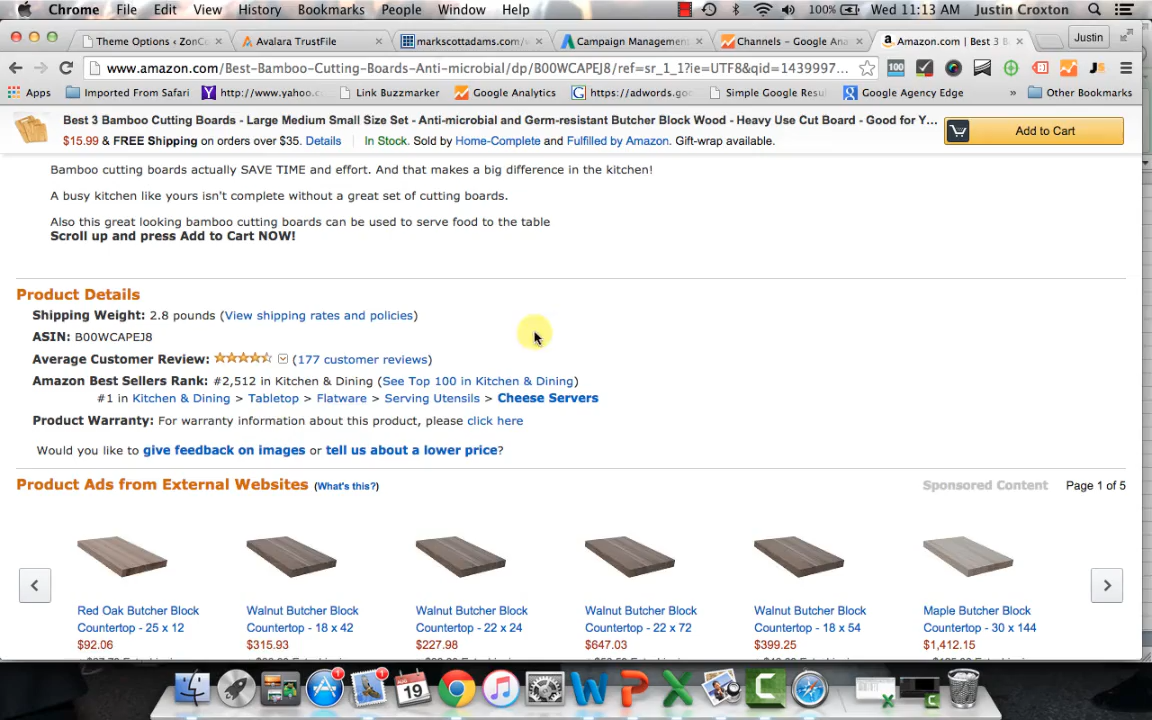 Chrome File Edit View History Bookmarks People Window Help 100% Wed 11:13 AM Justin Croxton
Theme Options ‹ ZonCo Avalara TrustFile markscottadams.com/ Campaign Management Channels – Google Ana Amazon.com | Best 3 B Justin
www.amazon.com/Best-Bamboo-Cutting-Boards-Anti-microbial/dp/B00WCAPEJ8/ref=sr_1_1?ie=UTF8&qid=1439997... 100
Apps Imported From Safari http://www.yahoo.c Link Buzzmarker Google Analytics https://adwords.go Simple Google Resu Google Agency Edge » Other Bookmarks
Best 3 Bamboo Cutting Boards - Large Medium Small Size Set - Anti-microbial and Germ-resistant Butcher Block Wood - Heavy Use Cut Board - Good for Y...
$15.99 & FREE Shipping on orders over $35. Details In Stock. Sold by Home-Complete and Fulfilled by Amazon. Gift-wrap available.
Add to Cart
Bamboo cutting boards actually SAVE TIME and effort. And that makes a big difference in the kitchen!
A busy kitchen like yours isn't complete without a great set of cutting boards.
Also this great looking bamboo cutting boards can be used to serve food to the table
Scroll up and press Add to Cart NOW!
Product Details
Shipping Weight: 2.8 pounds (View shipping rates and policies)
ASIN: B00WCAPEJ8
Average Customer Review: (177 customer reviews)
Amazon Best Sellers Rank: #2,512 in Kitchen & Dining (See Top 100 in Kitchen & Dining)
#1 in Kitchen & Dining > Tabletop > Flatware > Serving Utensils > Cheese Servers
Product Warranty: For warranty information about this product, please click here
Would you like to give feedback on images or tell us about a lower price?
Product Ads from External Websites (What's this?) Sponsored Content Page 1 of 5
Red Oak Butcher Block Countertop - 25 x 12
$92.06
Walnut Butcher Block Countertop - 18 x 42
$315.93
Walnut Butcher Block Countertop - 22 x 24
$227.98
Walnut Butcher Block Countertop - 22 x 72
$647.03
Walnut Butcher Block Countertop - 18 x 54
$399.25
Maple Butcher Block Countertop - 30 x 144
$1,412.15
AUG
19